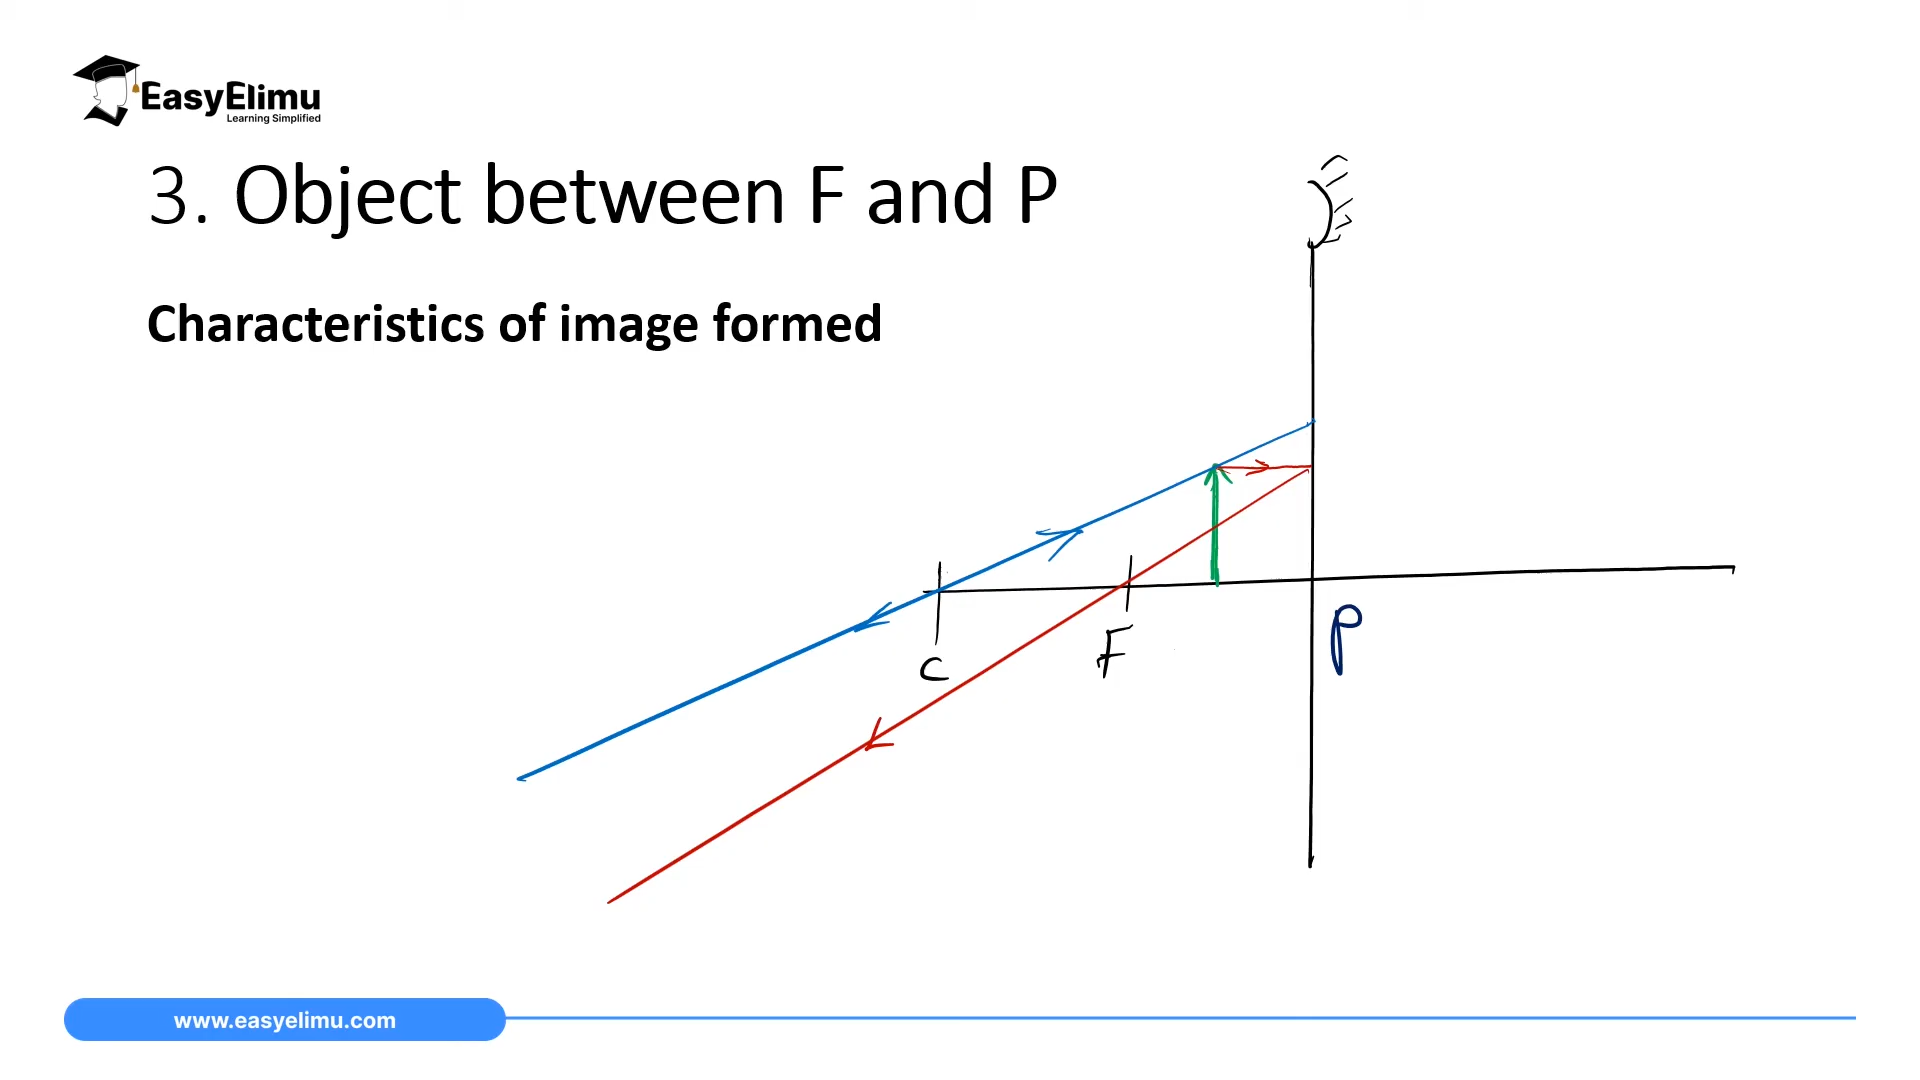 EasyElimu
Learning Simplified
3. Object between F and P
Characteristics of image formed
C
F
P
www.easyelimu.com